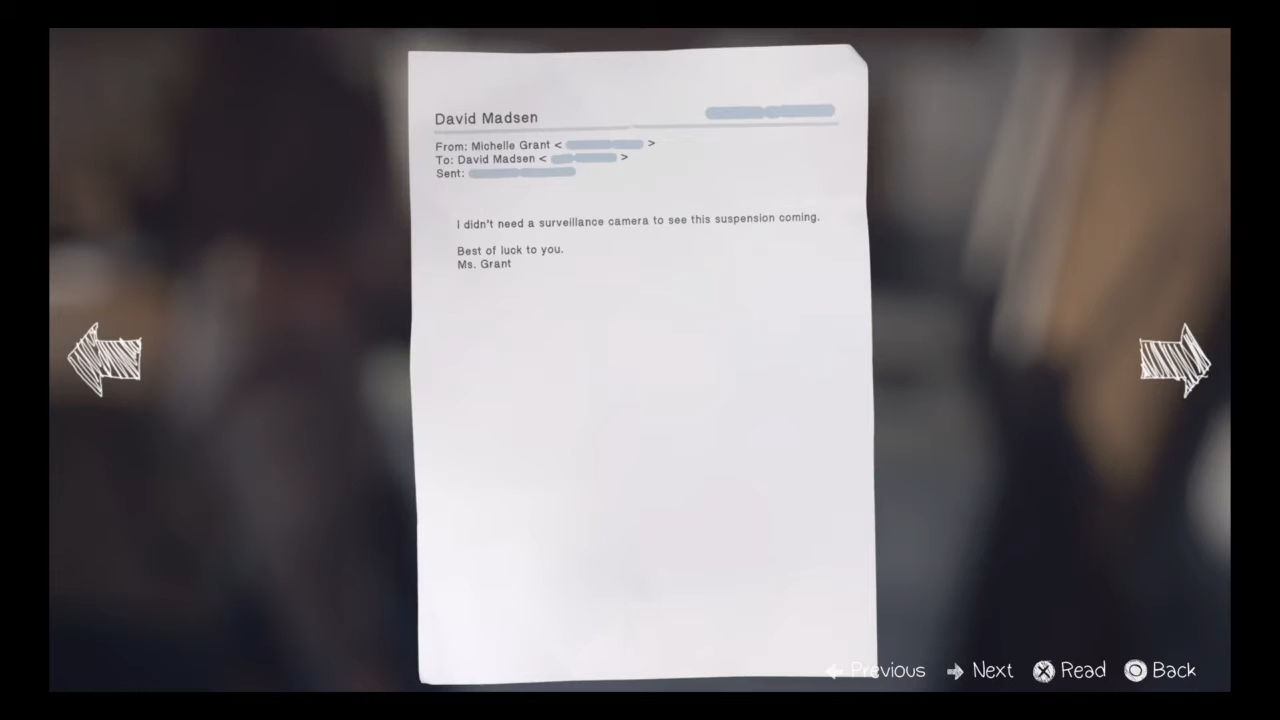 David Madsen
From: Michelle Grant < >
To: David Madsen < >
Sent:
I didn't need a surveillance camera to see this suspension coming.
Best of luck to you.
Ms. Grant
Previous Next Read Back